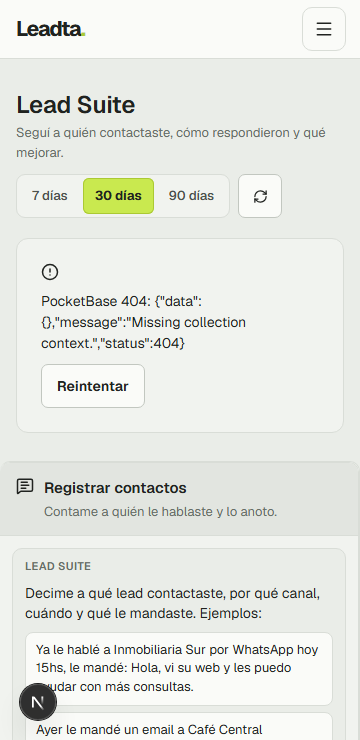 Leadta.
Lead Suite
Seguí a quién contactaste, cómo respondieron y qué
mejorar.
7 días
30 días
90 días
PocketBase 404: {"data":
{},"message":"Missing collection
context.","status":404}
Reintentar
Registrar contactos
Contame a quién le hablaste y lo anoto.
LEAD SUITE
Decime a qué lead contactaste, por qué canal,
cuándo y qué le mandaste. Ejemplos:
Ya le hablé a Inmobiliaria Sur por WhatsApp hoy
15hs, le mandé: Hola, vi su web y les puedo
ayudar con más consultas.
N
Ayer le mandé un email a Café Central